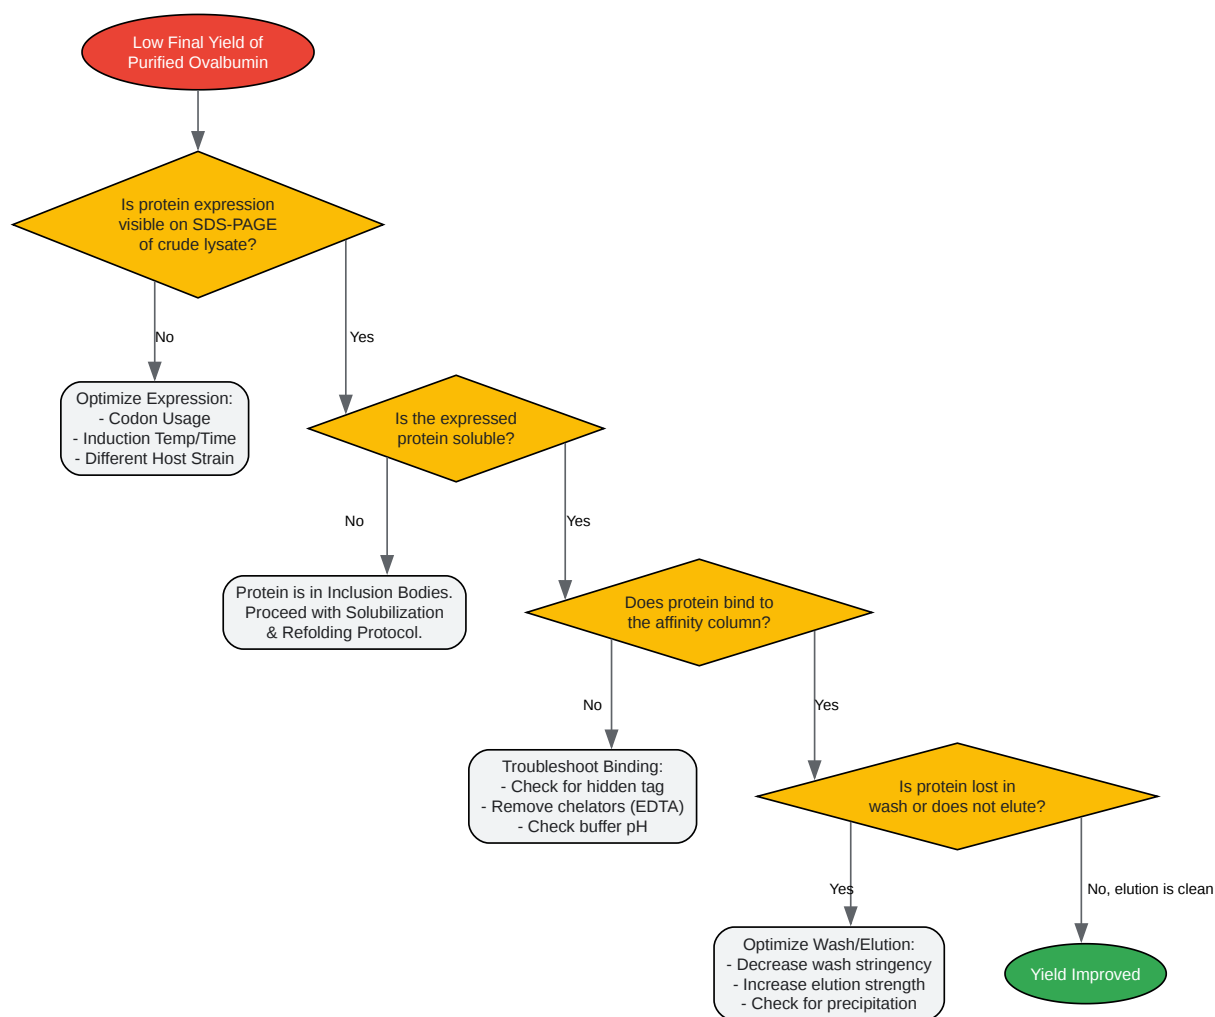 Low Final Yield of
Purified Ovalbumin
Is protein expression
visible on SDS-PAGE
of crude lysate?
No
Yes
Optimize Expression:
- Codon Usage
- Induction Temp/Time
- Different Host Strain
Is the expressed
protein soluble?
No
Yes
Protein is in Inclusion Bodies.
Proceed with Solubilization
& Refolding Protocol.
Does protein bind to
the affinity column?
No
Yes
Troubleshoot Binding:
- Check for hidden tag
- Remove chelators (EDTA)
- Check buffer pH
Is protein lost in
wash or does not elute?
Yes
No, elution is clean
Optimize Wash/Elution:
- Decrease wash stringency
- Increase elution strength
- Check for precipitation
Yield Improved